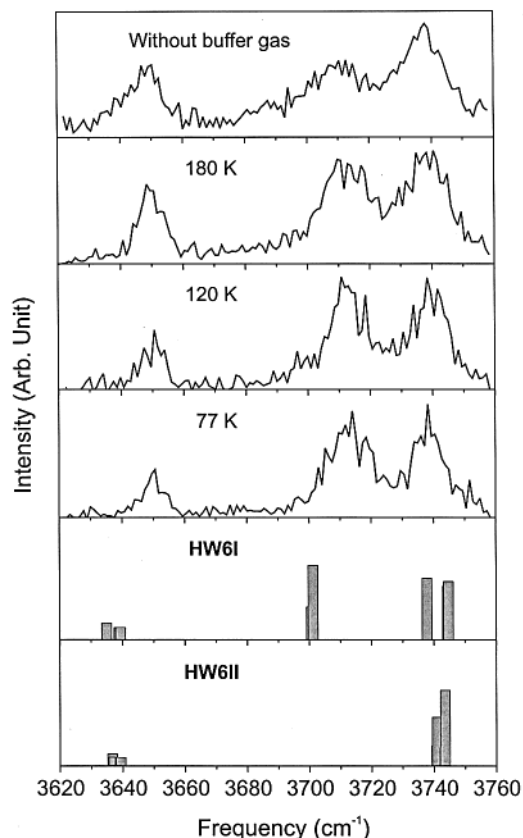 Without buffer gas
180 K
120 K
77 K
HW6I
HW6II
Intensity (Arb. Unit)
3620 3640 3660 3680 3700 3720 3740 3760
Frequency (cm⁻¹)